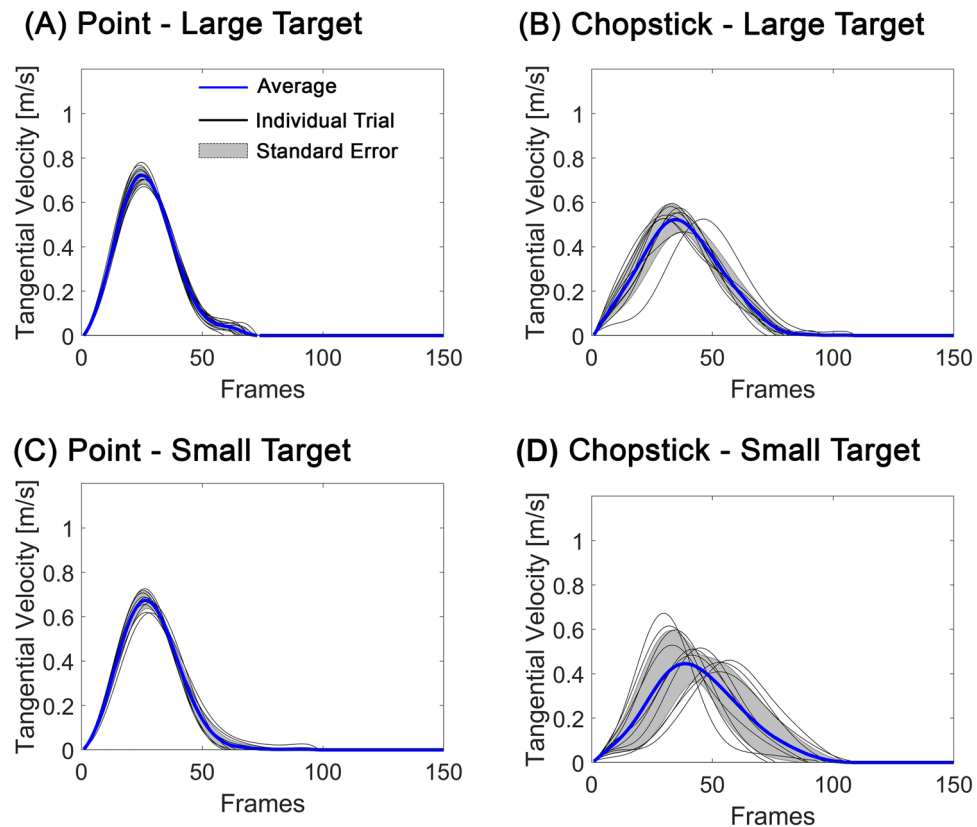 (A) Point - Large Target
Tangential Velocity [m/s]
1
0.8
0.6
0.4
0.2
0
Average
Individual Trial
Standard Error
0 50 100 150
Frames
(B) Chopstick - Large Target
Tangential Velocity [m/s]
1
0.8
0.6
0.4
0.2
0
0 50 100 150
Frames
(C) Point - Small Target
Tangential Velocity [m/s]
1
0.8
0.6
0.4
0.2
0
0 50 100 150
Frames
(D) Chopstick - Small Target
Tangential Velocity [m/s]
1
0.8
0.6
0.4
0.2
0
0 50 100 150
Frames